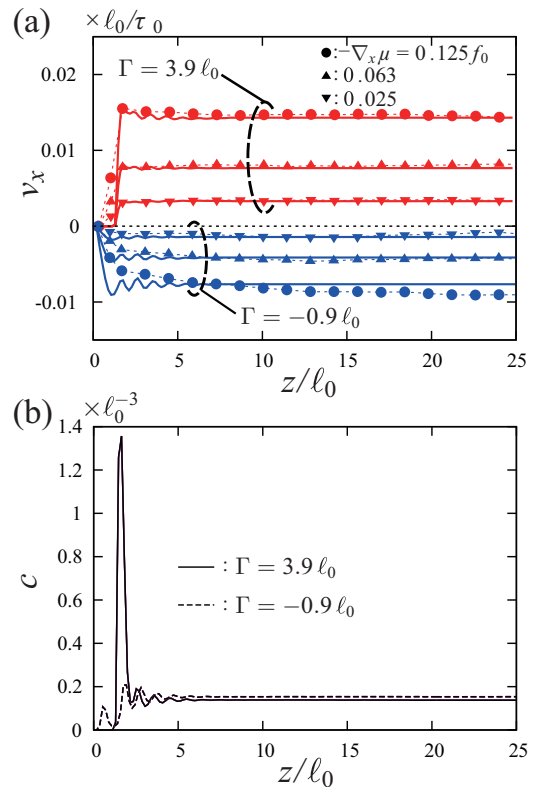 (a)
× ℓ₀/τ ₀
0.02
0.01
0
-0.01
vₓ
Γ = 3.9 ℓ₀
●:−∇ₓ μ = 0.125 f₀
▲: 0.063
▼: 0.025
Γ = −0.9 ℓ₀
0 5 10 15 20 25
z/ℓ₀
(b)
× ℓ₀⁻³
1.4
1.2
1
0.8
0.6
0.4
0.2
0
c
: Γ = 3.9 ℓ₀
: Γ = −0.9 ℓ₀
0 5 10 15 20 25
z/ℓ₀